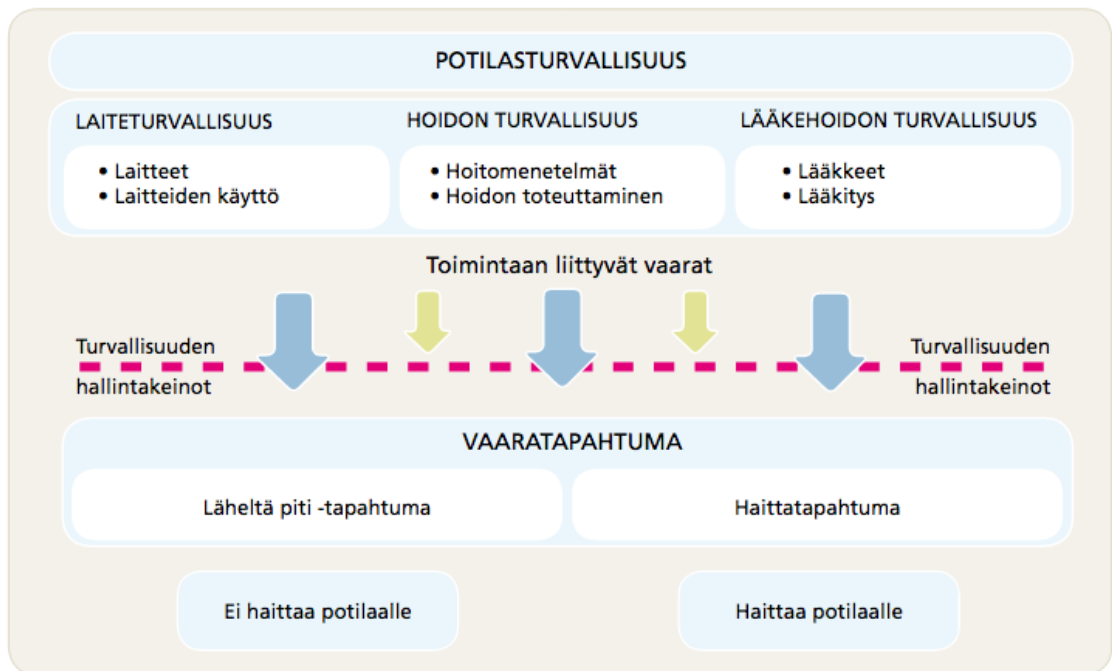 POTILASTURVALLISUUS
LAITETURVALLISUUS
• Laitteet
• Laitteiden käyttö
HOIDON TURVALLISUUS
• Hoitomenetelmät
• Hoidon toteuttaminen
LÄÄKEHOIDON TURVALLISUUS
• Lääkkeet
• Lääkitys
Toimintaan liittyvät vaarat
Turvallisuuden
hallintakeinot
Turvallisuuden
hallintakeinot
VAARATAPAHTUMA
Läheltä piti -tapahtuma
Haittatapahtuma
Ei haittaa potilaalle
Haittaa potilaalle